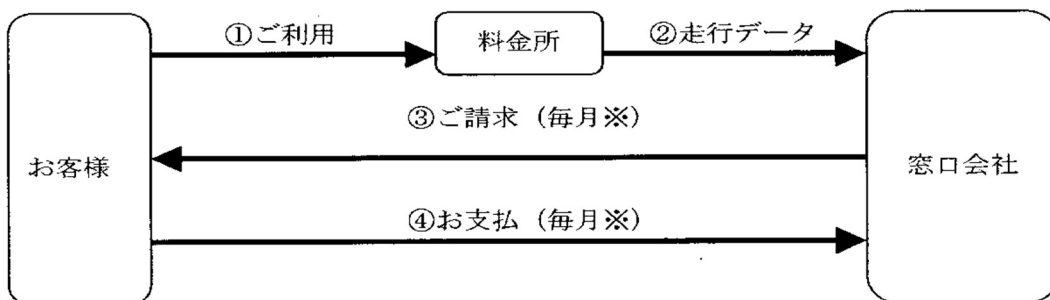 ①ご利用
料金所
②走行データ
③ご請求（毎月※）
お客様
窓口会社
④お支払（毎月※）